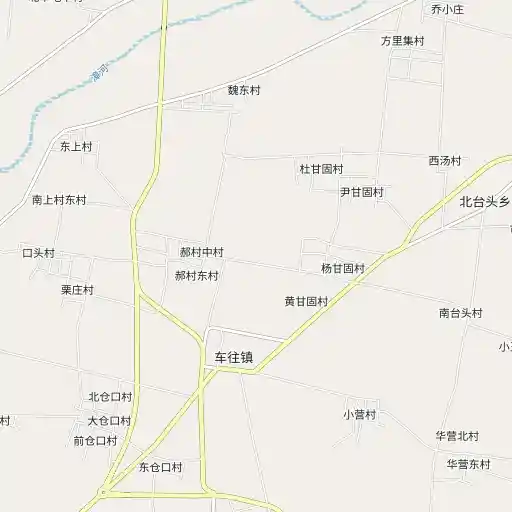 乔小庄
方里集村
漳河
魏东村
东上村
西汤村
杜甘固村
尹甘固村
南上村东村
北台头乡
口头村
郝村中村
杨甘固村
郝村东村
栗庄村
黄甘固村
南台头村
车往镇
北仓口村
小营村
大仓口村
村
华营北村
前仓口村
东仓口村
华营东村